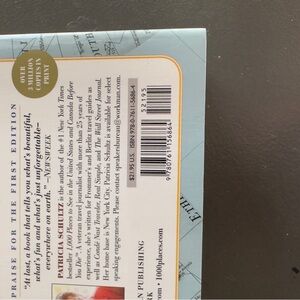 OVER
3 MILLION
COPIES IN
PRINT
PRAISE FOR THE FIRST EDITION
"At last, a book that tells you what's beautiful,
what's fun and what's just unforgettable—
everywhere on earth." —NEWSWEEK
PATRICIA SCHULTZ is the author of the #1 New York Times
bestseller 1,000 Places to See in the United States and Canada Before
You Die. A veteran travel journalist with more than 25 years of
experience, she's written for Frommer's and Berlitz travel guides as
well as Condé Nast Traveler, Real Simple, and The Wall Street Journal.
Her home base is New York City. Patricia Schultz is available for select
speaking engagements. Please contact speakersbureau@workman.com.
$21.95 U.S.
ISBN 978-0-7611-5686-4
52195
9 780761 156864
PUBLISHING
1000places.com